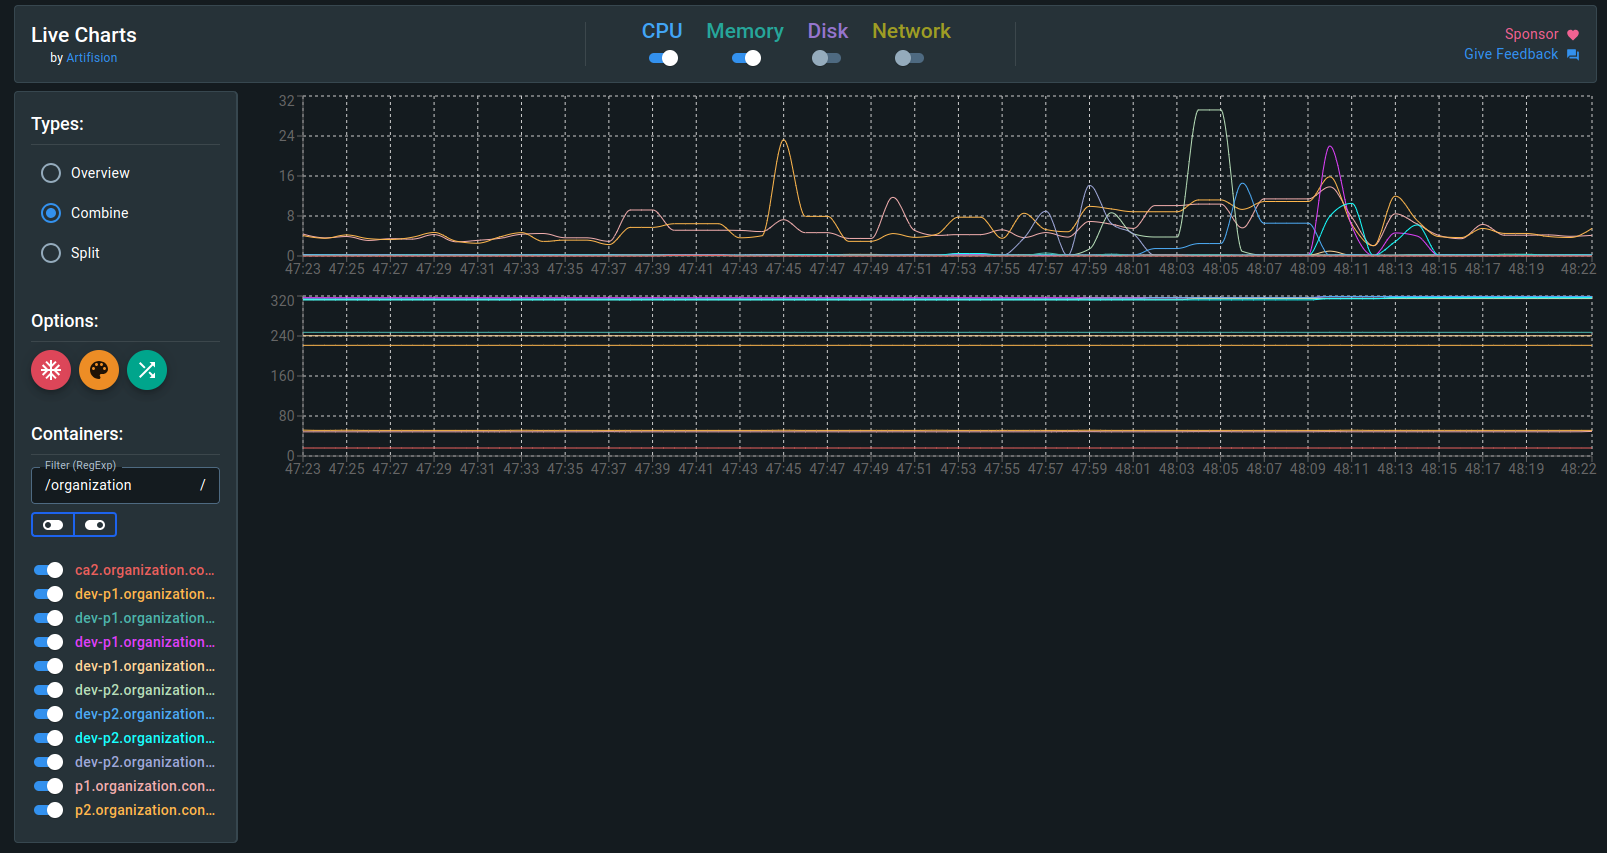 Live Charts
by Artifision
CPU Memory Disk Network
Sponsor
Give Feedback
Types:
Overview
Combine
Split
Options:
Containers:
Filter (RegExp)
/organization /
ca2.organization.co...
dev-p1.organization...
dev-p1.organization...
dev-p1.organization...
dev-p1.organization...
dev-p2.organization...
dev-p2.organization...
dev-p2.organization...
dev-p2.organization...
p1.organization.con...
p2.organization.con...
32
24
16
8
0
47:23 47:25 47:27 47:29 47:31 47:33 47:35 47:37 47:39 47:41 47:43 47:45 47:47 47:49 47:51 47:53 47:55 47:57 47:59 48:01 48:03 48:05 48:07 48:09 48:11 48:13 48:15 48:17 48:19 48:22
320
240
160
80
0
47:23 47:25 47:27 47:29 47:31 47:33 47:35 47:37 47:39 47:41 47:43 47:45 47:47 47:49 47:51 47:53 47:55 47:57 47:59 48:01 48:03 48:05 48:07 48:09 48:11 48:13 48:15 48:17 48:19 48:22